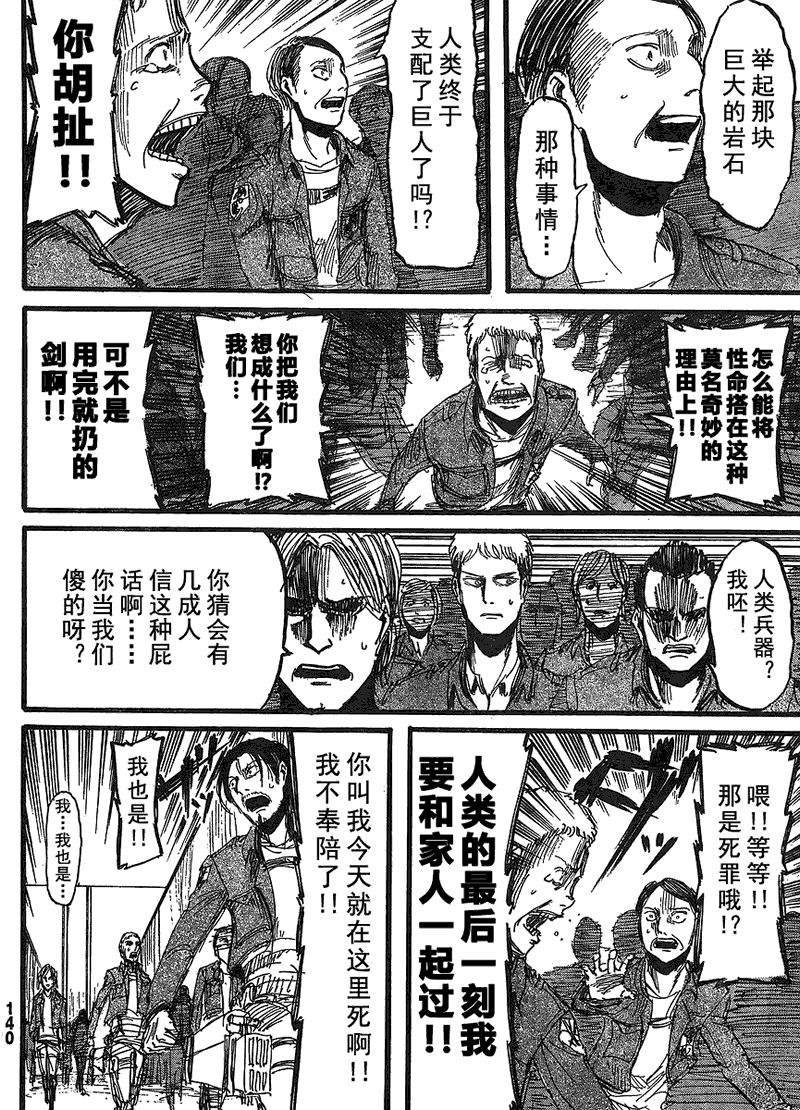 举起那块
巨大的岩石
那种事情…
人类终于
支配了巨人了吗!?
你胡扯!!
怎么能将
性命搭在这种
莫名奇妙的
理由上!!
你把我们
想成什么了啊!?
我们…
可不是
用完就扔的
剑啊!!
人类兵器?
我呸!
你猜会有
几成人
信这种屁
话啊……
你当我们
傻的呀?
喂!!等等!!
那是死罪哦!?
人类的最后一刻我
要和家人一起过!!
你叫我今天就在这里死啊!!
我不奉陪了!!
我也是!!
我…我也是…
140